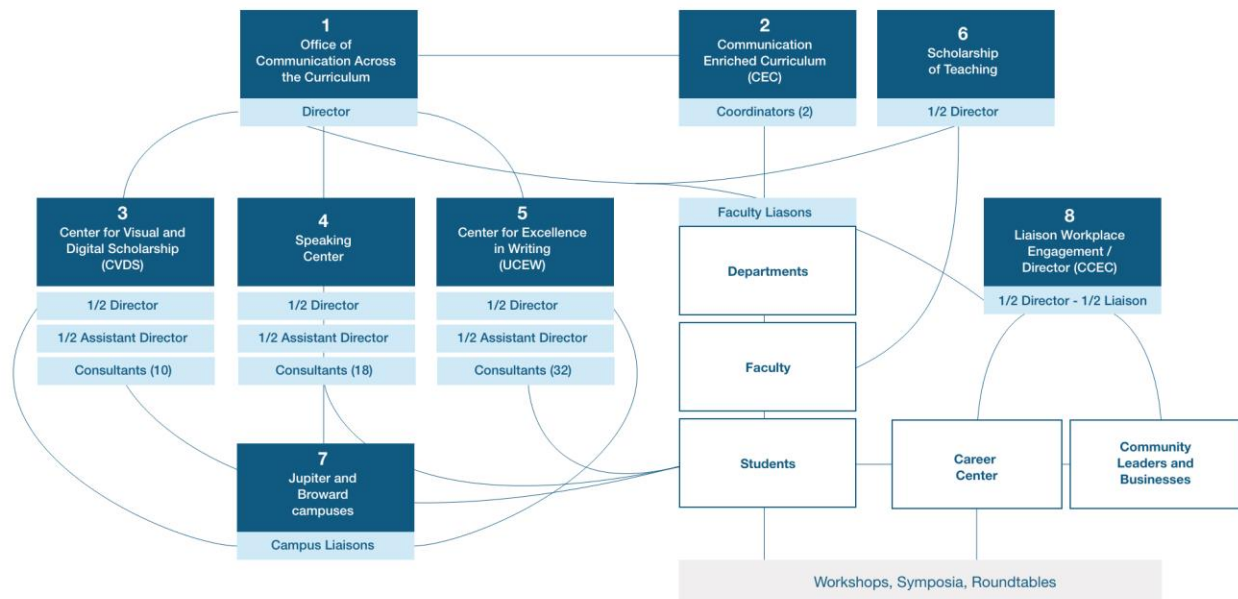 1
Office of
Communication Across
the Curriculum
Director
2
Communication
Enriched Curriculum
(CEC)
Coordinators (2)
6
Scholarship
of Teaching
1/2 Director
3
Center for Visual and
Digital Scholarship
(CVDS)
1/2 Director
1/2 Assistant Director
Consultants (10)
4
Speaking
Center
1/2 Director
1/2 Assistant Director
Consultants (18)
5
Center for Excellence
in Writing
(UCEW)
1/2 Director
1/2 Assistant Director
Consultants (32)
Faculty Liasons
Departments
Faculty
Students
8
Liaison Workplace
Engagement /
Director (CCEC)
1/2 Director - 1/2 Liaison
7
Jupiter and
Broward
campuses
Campus Liaisons
Career
Center
Community
Leaders and
Businesses
Workshops, Symposia, Roundtables